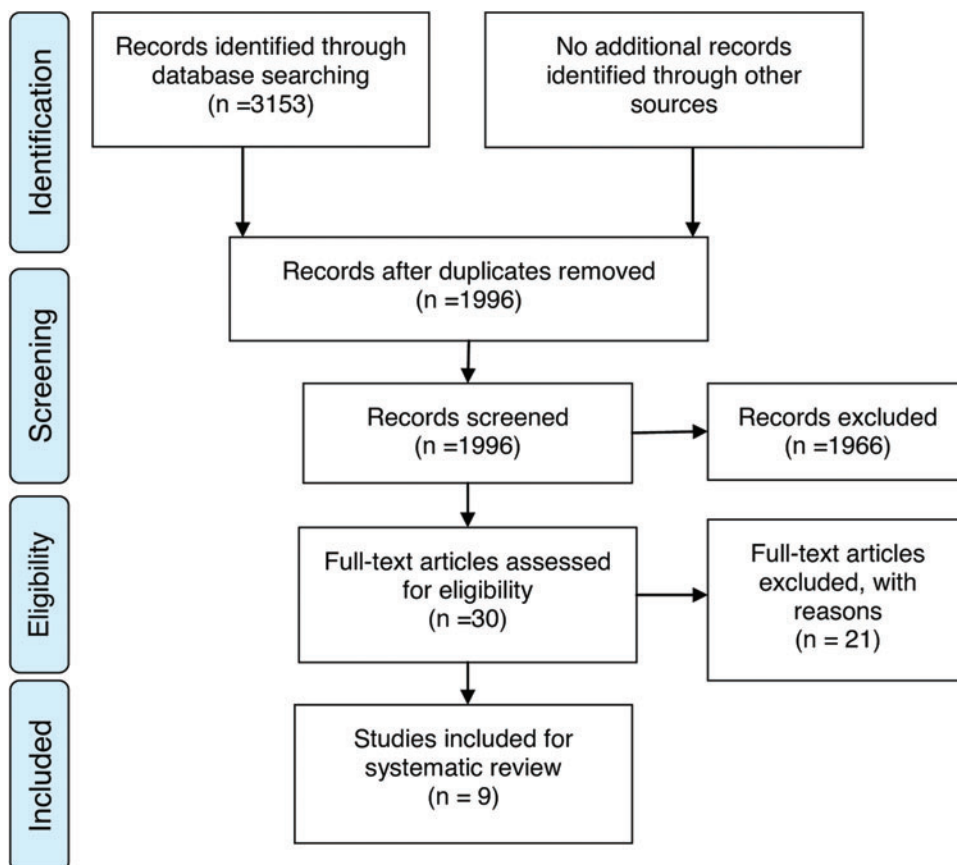 Identification
Records identified through
database searching
(n =3153)
No additional records
identified through other
sources
Screening
Records after duplicates removed
(n =1996)
Records screened
(n =1996)
Records excluded
(n =1966)
Eligibility
Full-text articles assessed
for eligibility
(n =30)
Full-text articles
excluded, with
reasons
(n = 21)
Included
Studies included for
systematic review
(n = 9)